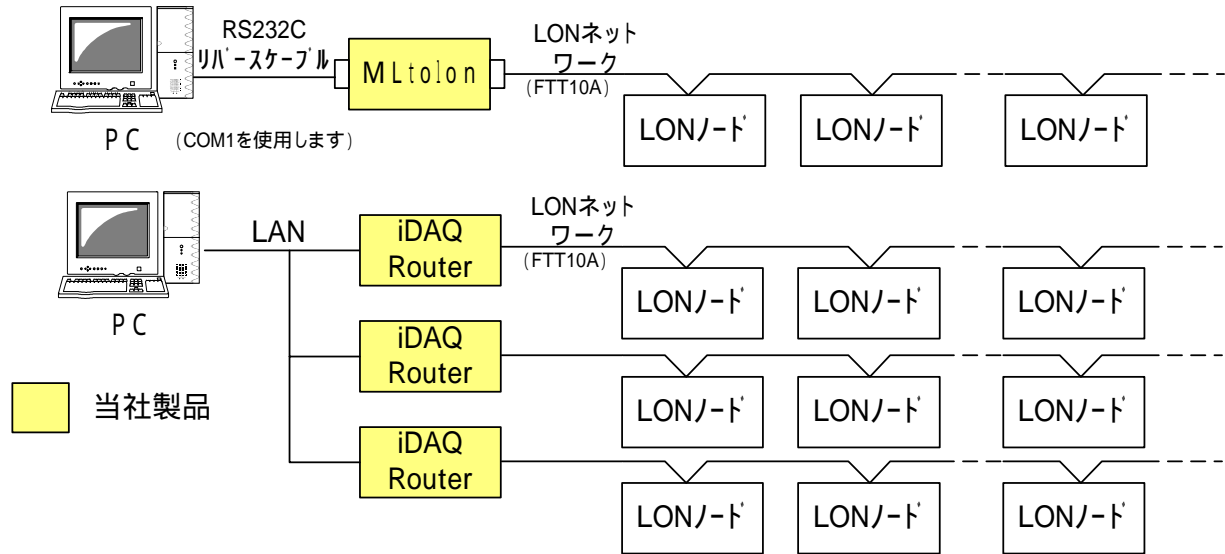 RS232C
ﾘﾊﾞｰｽｹｰﾌﾞﾙ
MLtolon
LONネット
ワーク
(FTT10A)
PC
(COM1を使用します)
LONﾉｰﾄﾞ
LONﾉｰﾄﾞ
LONﾉｰﾄﾞ
LAN
iDAQ
Router
LONネット
ワーク
(FTT10A)
PC
LONﾉｰﾄﾞ
LONﾉｰﾄﾞ
LONﾉｰﾄﾞ
iDAQ
Router
LONﾉｰﾄﾞ
LONﾉｰﾄﾞ
LONﾉｰﾄﾞ
当社製品
iDAQ
Router
LONﾉｰﾄﾞ
LONﾉｰﾄﾞ
LONﾉｰﾄﾞ